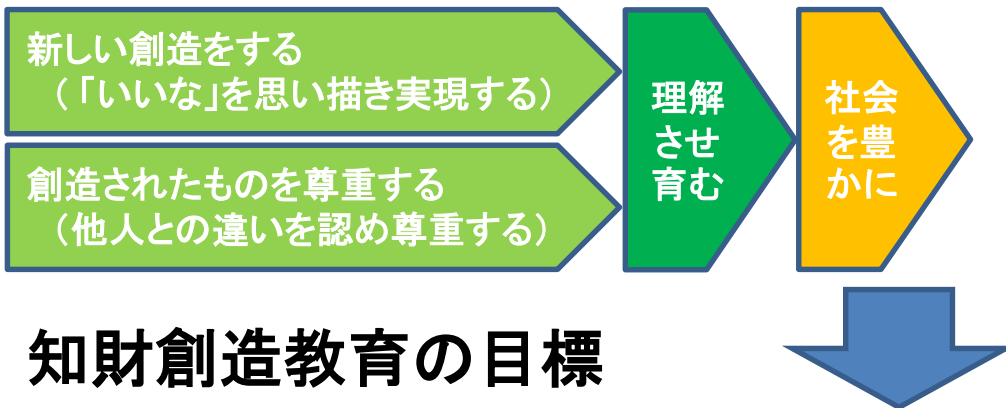 新しい創造をする
（「いいな」を思い描き実現する）
創造されたものを尊重する
（他人との違いを認め尊重する）
理解
させ
育む
社会
を豊
かに
知財創造教育の目標